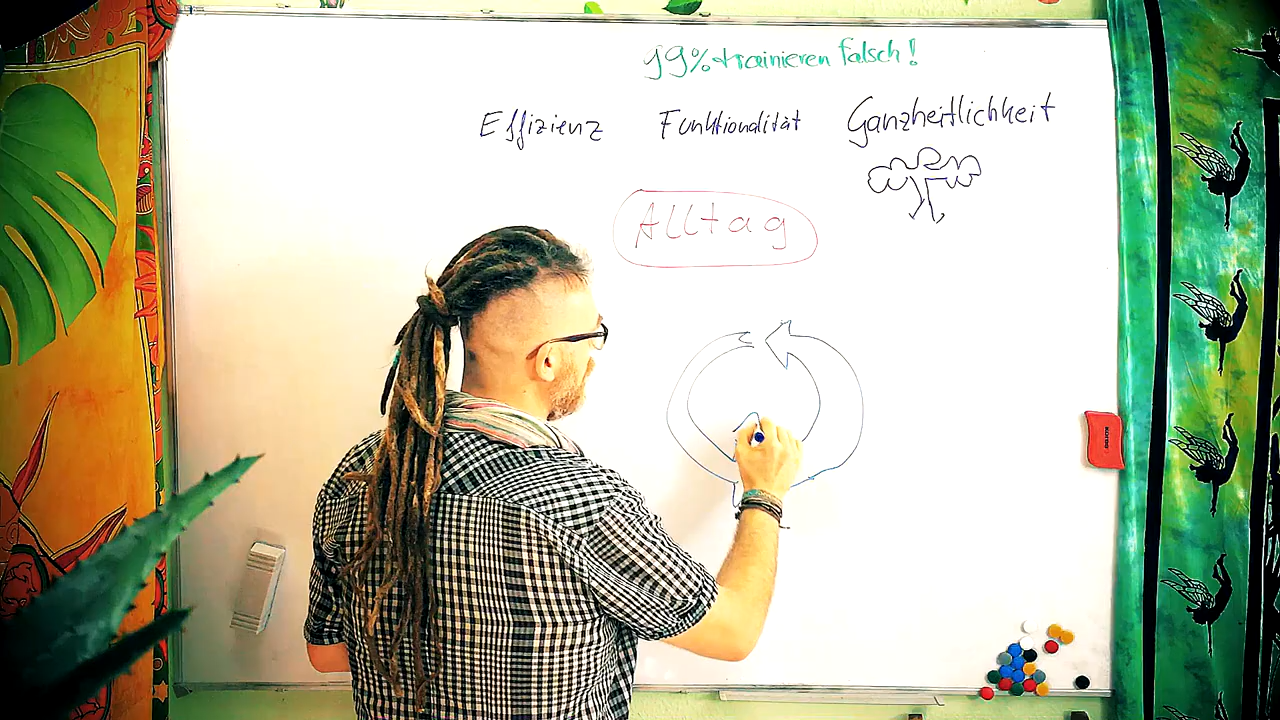 99% trainieren falsch!
Effizienz Funktionalität Ganzheitlichkeit
Alltag